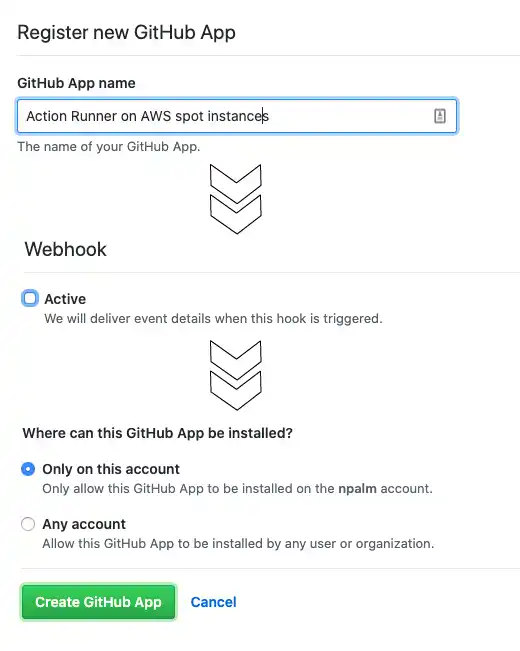 Register new GitHub App
GitHub App name
Action Runner on AWS spot instances
The name of your GitHub App.
Webhook
Active
We will deliver event details when this hook is triggered.
Where can this GitHub App be installed?
Only on this account
Only allow this GitHub App to be installed on the npalm account.
Any account
Allow this GitHub App to be installed by any user or organization.
Create GitHub App Cancel